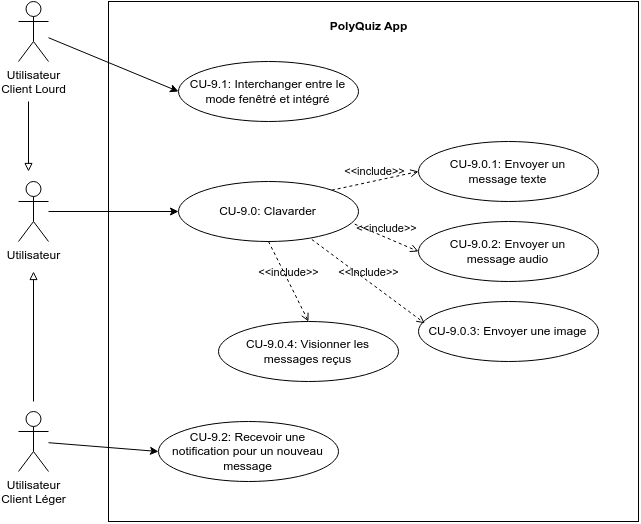 PolyQuiz App
Utilisateur
Client Lourd
CU-9.1: Interchanger entre le
mode fenêtré et intégré
<<include>>
CU-9.0.1: Envoyer un
message texte
CU-9.0: Clavarder
Utilisateur
<<include>>
CU-9.0.2: Envoyer un
message audio
<<include>>
<<include>>
CU-9.0.3: Envoyer une image
CU-9.0.4: Visionner les
messages reçus
CU-9.2: Recevoir une
notification pour un nouveau
message
Utilisateur
Client Léger